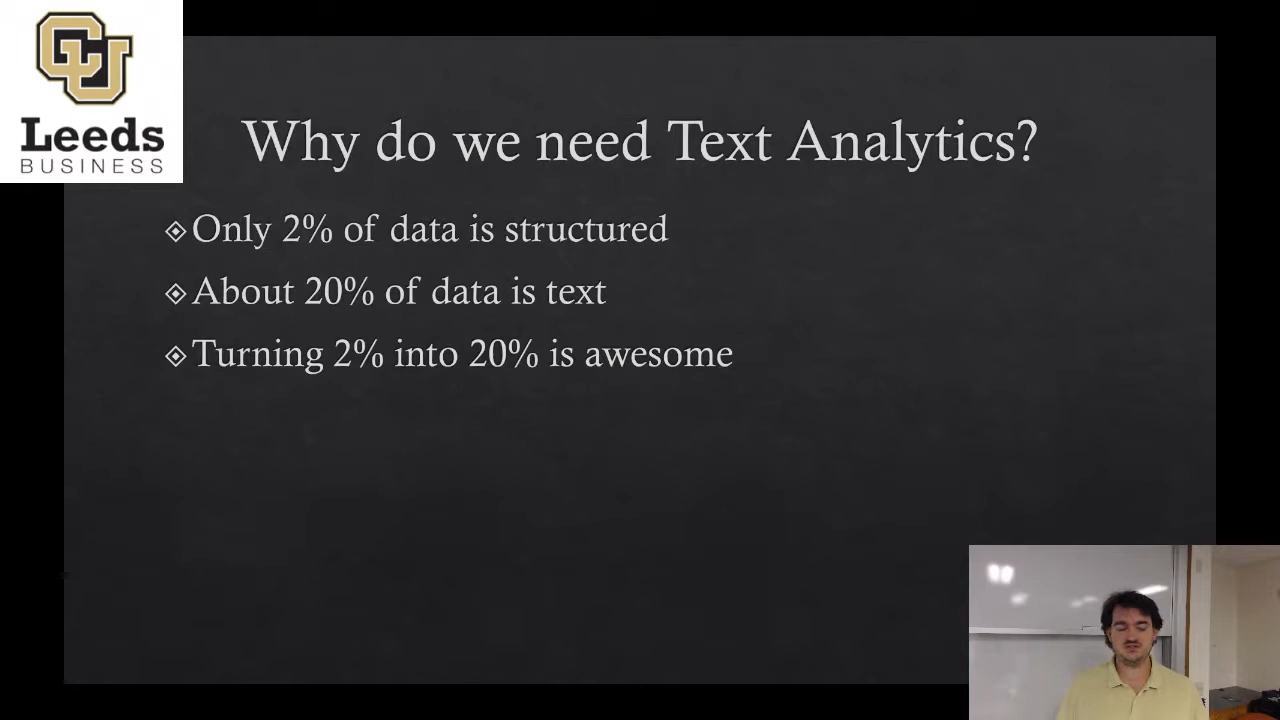 CU
Leeds
BUSINESS
Why do we need Text Analytics?
Only 2% of data is structured
About 20% of data is text
Turning 2% into 20% is awesome